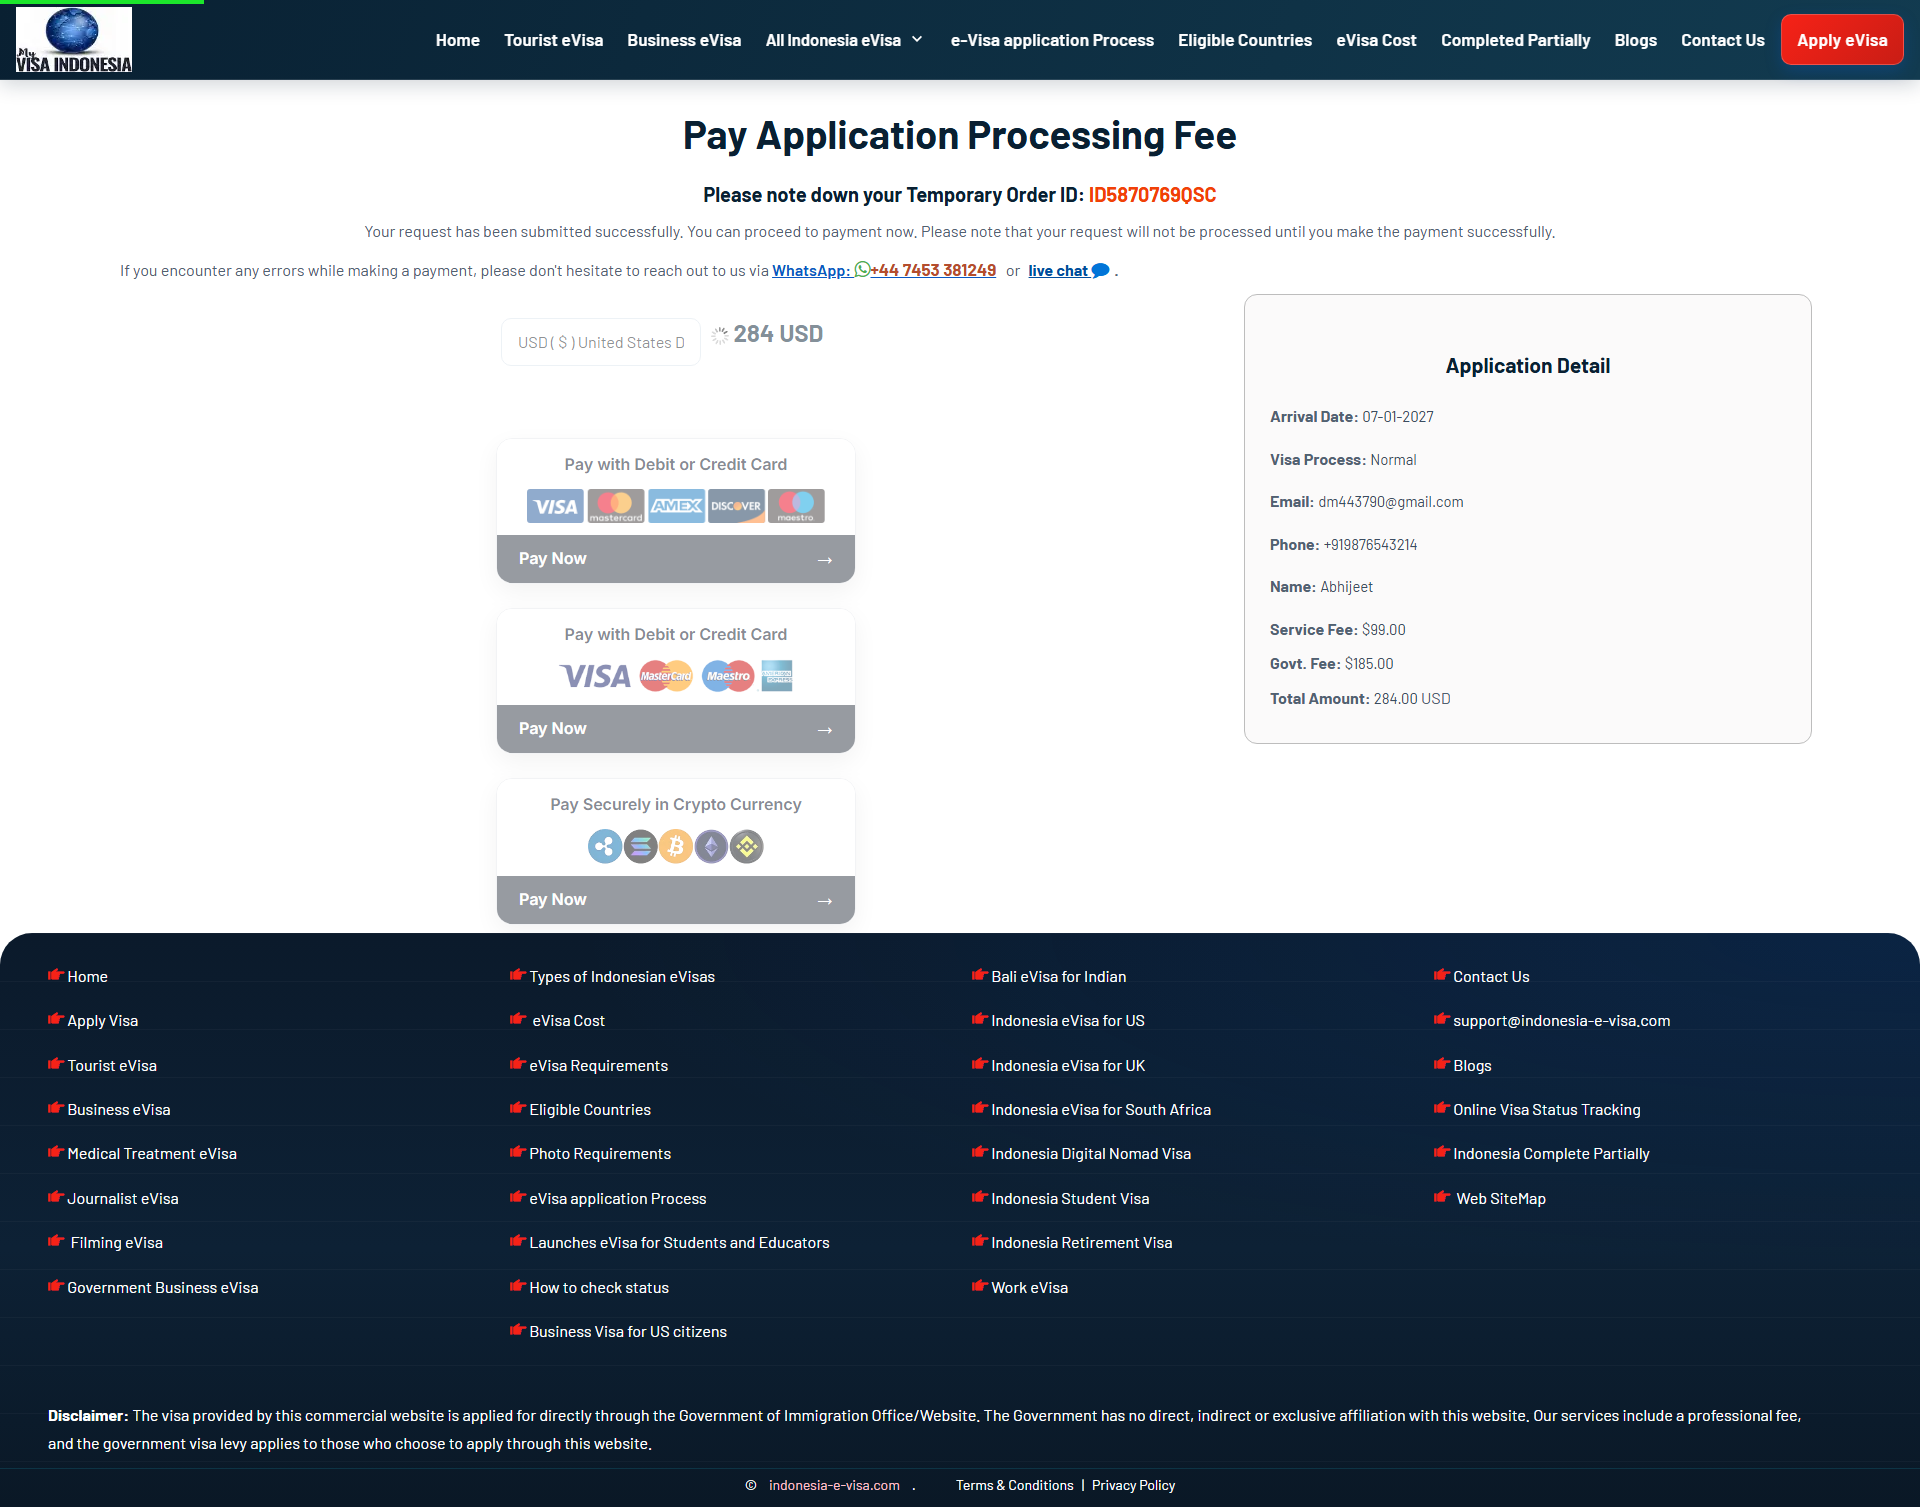 My
VISA INDONESIA
Home
Tourist eVisa
Business eVisa
All Indonesia eVisa
e-Visa application Process
Eligible Countries
eVisa Cost
Completed Partially
Blogs
Contact Us
Apply eVisa
Pay Application Processing Fee
Please note down your Temporary Order ID: ID5870769QSC
Your request has been submitted successfully. You can proceed to payment now. Please note that your request will not be processed until you make the payment successfully.
If you encounter any errors while making a payment, please don't hesitate to reach out to us via WhatsApp: +44 7453 381249 or live chat .
USD ( $ ) United States D
284 USD
Pay with Debit or Credit Card
VISA mastercard AMEX DISCOVER maestro
Pay Now →
Pay with Debit or Credit Card
VISA MasterCard Maestro AMERICAN EXPRESS
Pay Now →
Pay Securely in Crypto Currency
Pay Now →
Application Detail
Arrival Date: 07-01-2027
Visa Process: Normal
Email: dm443790@gmail.com
Phone: +919876543214
Name: Abhijeet
Service Fee: $99.00
Govt. Fee: $185.00
Total Amount: 284.00 USD
Home
Apply Visa
Tourist eVisa
Business eVisa
Medical Treatment eVisa
Journalist eVisa
Filming eVisa
Government Business eVisa
Types of Indonesian eVisas
eVisa Cost
eVisa Requirements
Eligible Countries
Photo Requirements
eVisa application Process
Launches eVisa for Students and Educators
How to check status
Business Visa for US citizens
Bali eVisa for Indian
Indonesia eVisa for US
Indonesia eVisa for UK
Indonesia eVisa for South Africa
Indonesia Digital Nomad Visa
Indonesia Student Visa
Indonesia Retirement Visa
Work eVisa
Contact Us
support@indonesia-e-visa.com
Blogs
Online Visa Status Tracking
Indonesia Complete Partially
Web SiteMap
Disclaimer: The visa provided by this commercial website is applied for directly through the Government of Immigration Office/Website. The Government has no direct, indirect or exclusive affiliation with this website. Our services include a professional fee,
and the government visa levy applies to those who choose to apply through this website.
© indonesia-e-visa.com . Terms & Conditions | Privacy Policy